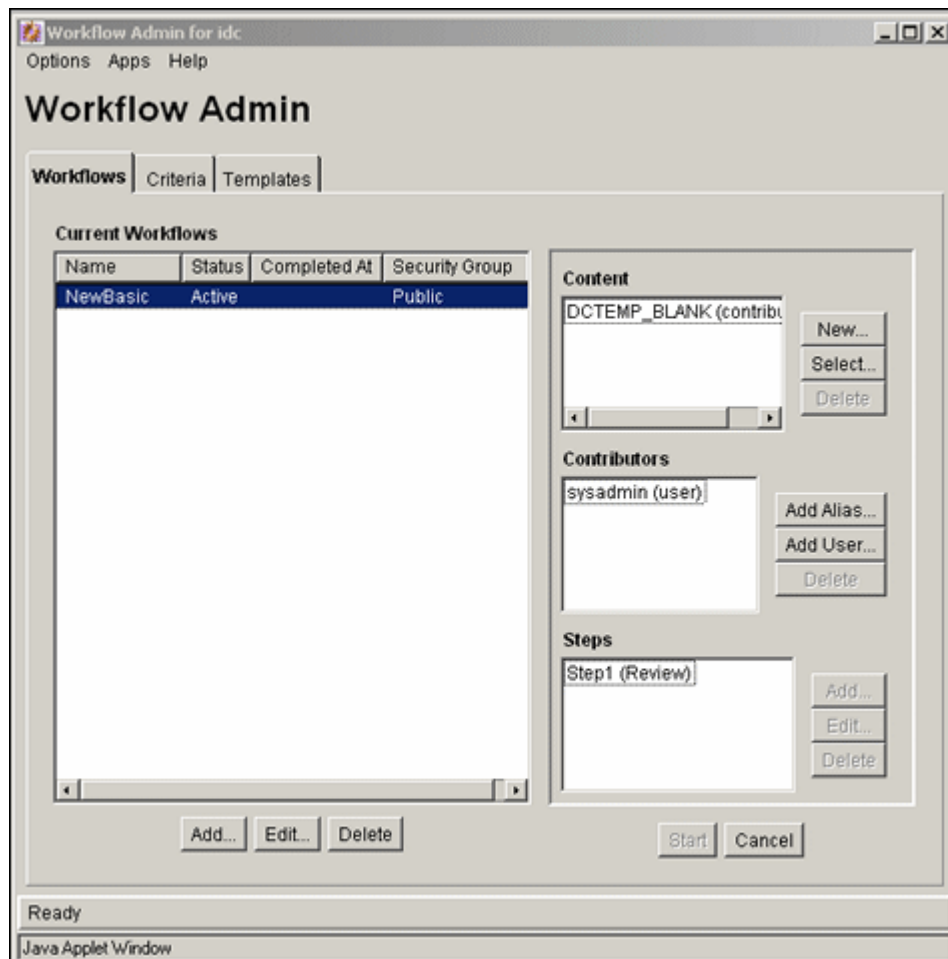 Workflow Admin for idc
Options Apps Help
Workflow Admin
Workflows Criteria Templates
Current Workflows
Name Status Completed At Security Group
NewBasic Active Public
Content
DCTEMP_BLANK (contribu
New...
Select...
Delete
Contributors
sysadmin (user)
Add Alias...
Add User...
Delete
Steps
Step1 (Review)
Add...
Edit...
Delete
Add... Edit... Delete
Start Cancel
Ready
Java Applet Window